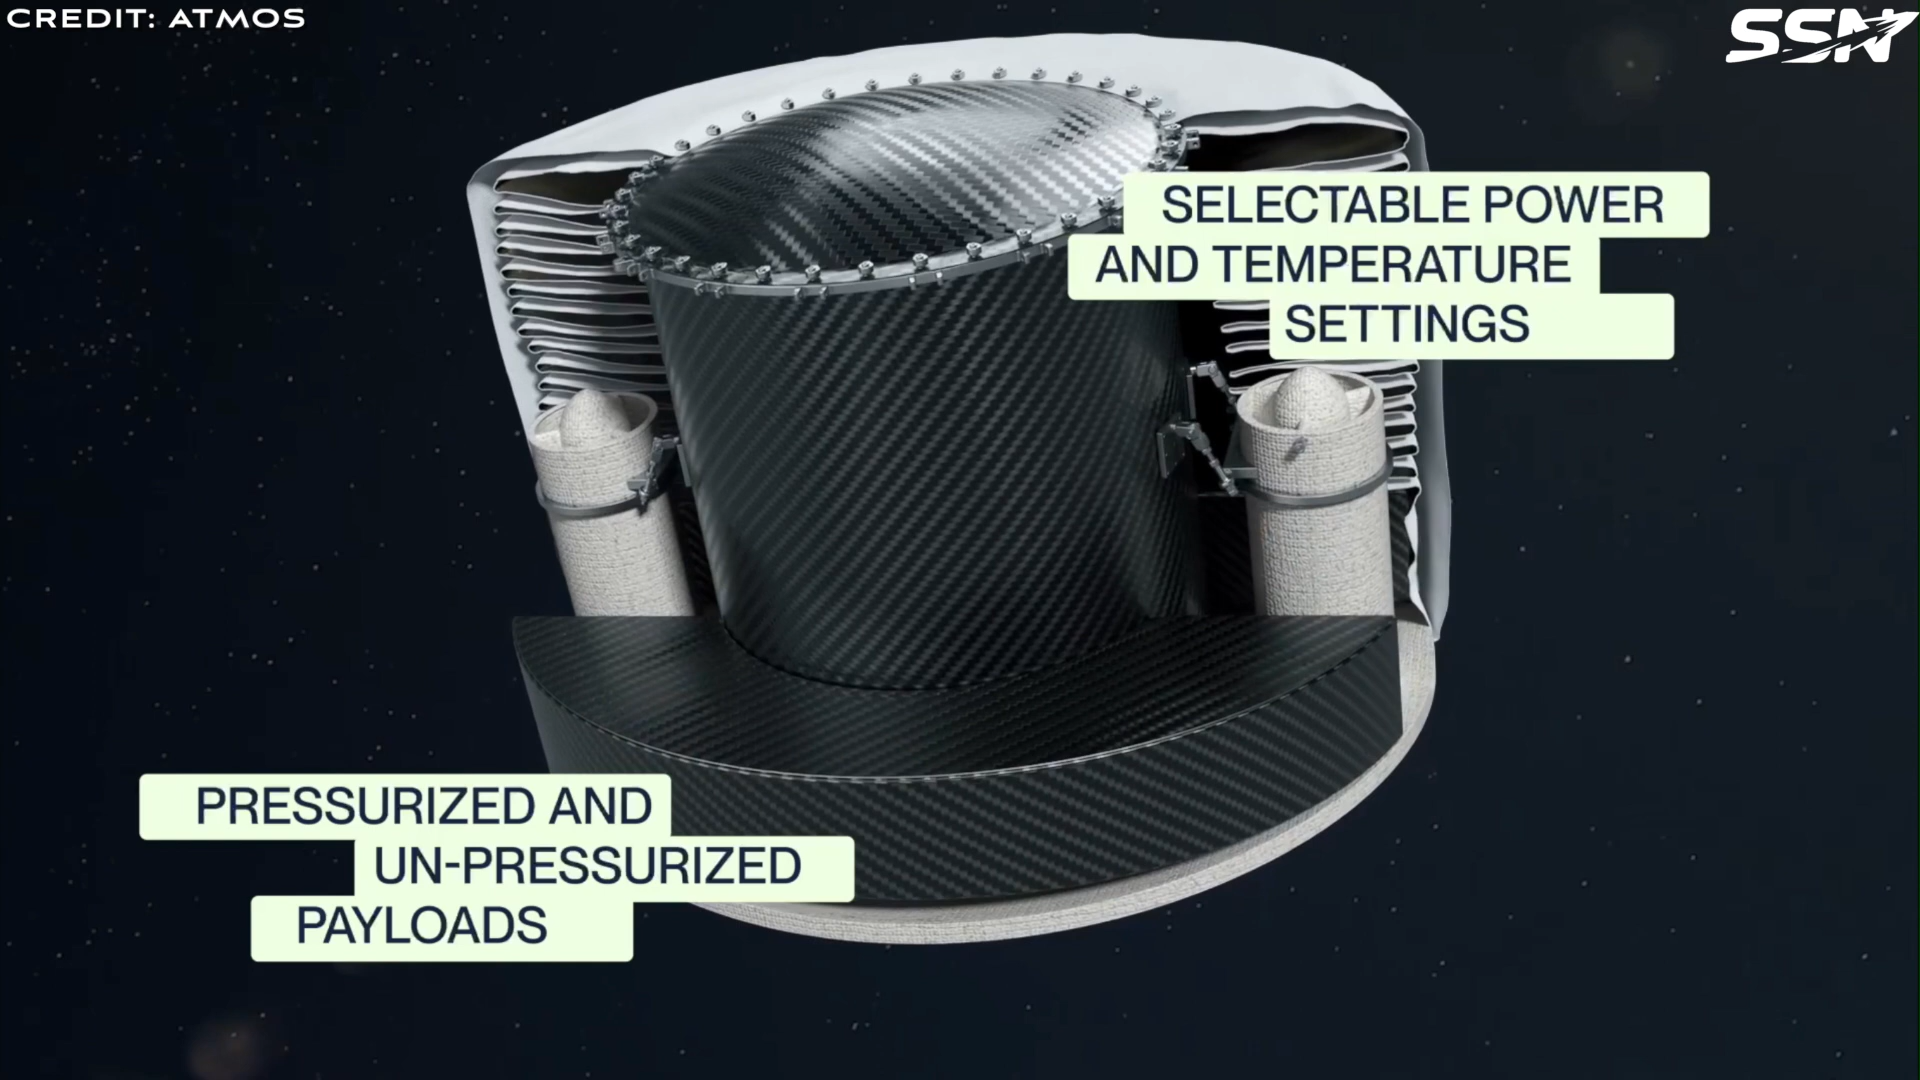 CREDIT: ATMOS
SSN
SELECTABLE POWER
AND TEMPERATURE
SETTINGS
PRESSURIZED AND
UN-PRESSURIZED
PAYLOADS